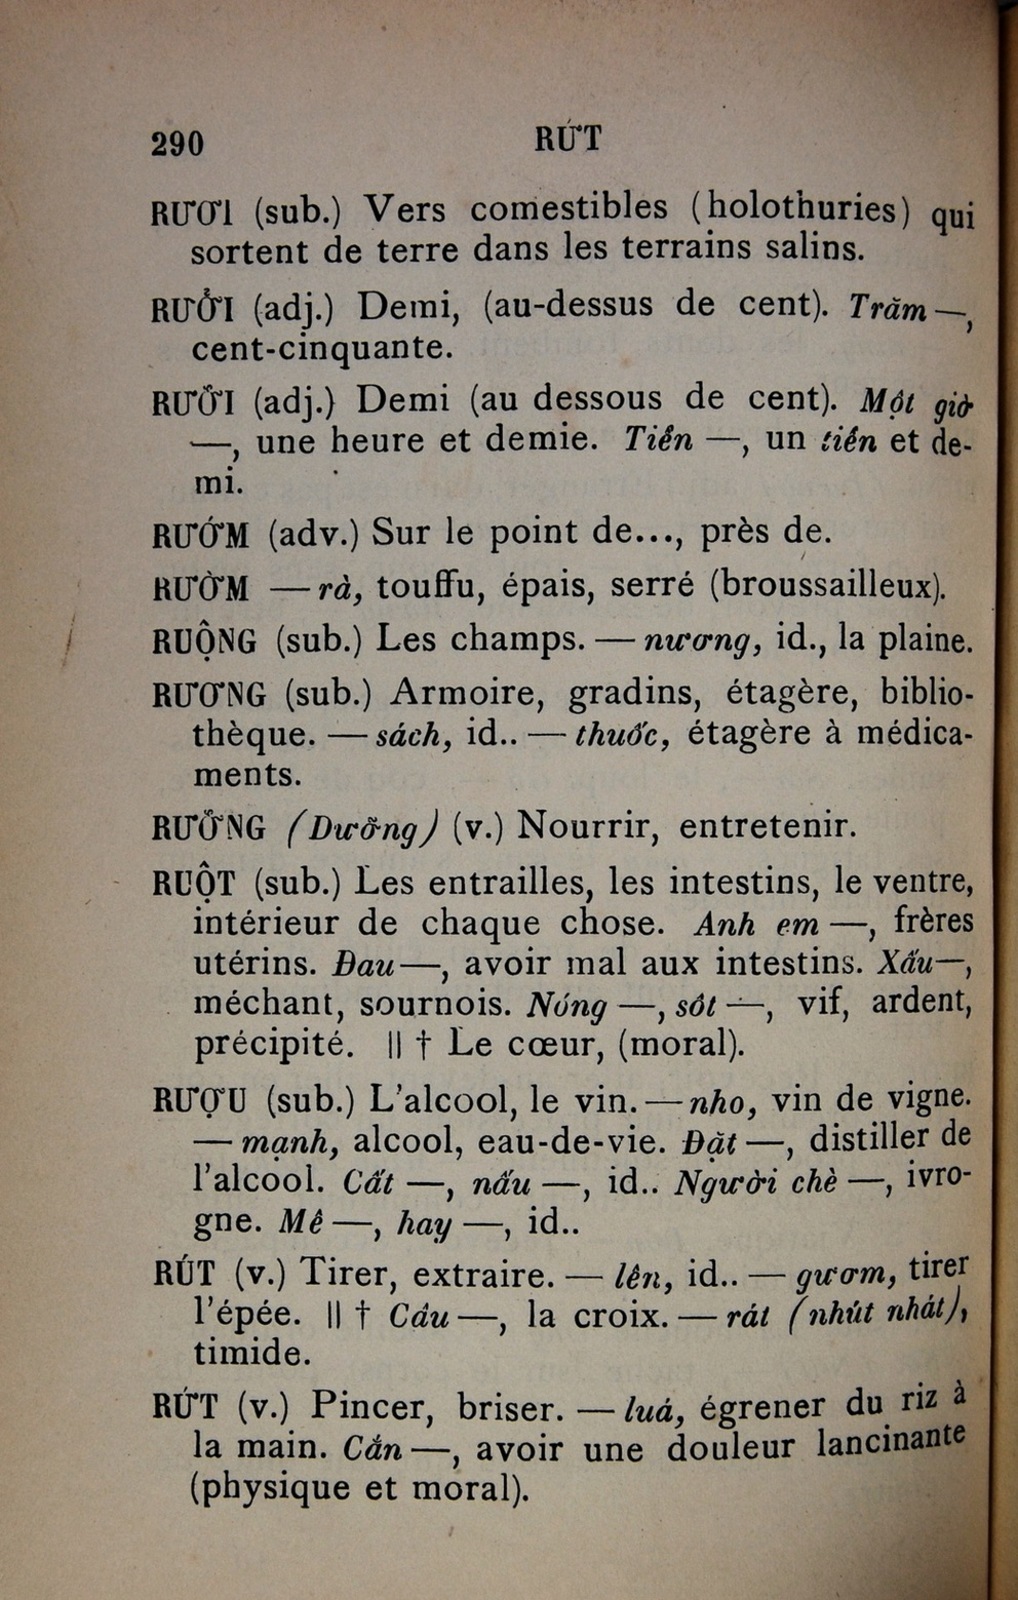 290 RỨT
RƯƠI (sub.) Vers comestibles (holothuries) qui
sortent de terre dans les terrains salins.
RƯỞI (adj.) Demi, (au-dessus de cent). Trăm —,
cent-cinquante.
RƯỠI (adj.) Demi (au dessous de cent). Một giờ
—, une heure et demie. Tiền —, un tiền et de-
mi.
RƯỚM (adv.) Sur le point de..., près de.
RƯỜM — rà, touffu, épais, serré (broussailleux).
RUỘNG (sub.) Les champs. — nương, id., la plaine.
RƯƠNG (sub.) Armoire, gradins, étagère, biblio-
thèque. — sách, id.. — thuốc, étagère à médica-
ments.
RƯỠNG (Dưỡng) (v.) Nourrir, entretenir.
RUỘT (sub.) Les entrailles, les intestins, le ventre,
intérieur de chaque chose. Anh em —, frères
utérins. Đau —, avoir mal aux intestins. Xấu —,
méchant, sournois. Nóng —, sốt —, vif, ardent,
précipité. || † Le cœur, (moral).
RƯỢU (sub.) L'alcool, le vin. — nho, vin de vigne.
— mạnh, alcool, eau-de-vie. Đặt —, distiller de
l'alcool. Cất —, nấu —, id.. Người chè —, ivro-
gne. Mê —, hay —, id..
RÚT (v.) Tirer, extraire. — lên, id.. — gươm, tirer
l'épée. || † Câu —, la croix. — rát (nhút nhát),
timide.
RỨT (v.) Pincer, briser. — luá, égrener du riz à
la main. Cắn —, avoir une douleur lancinante
(physique et moral).